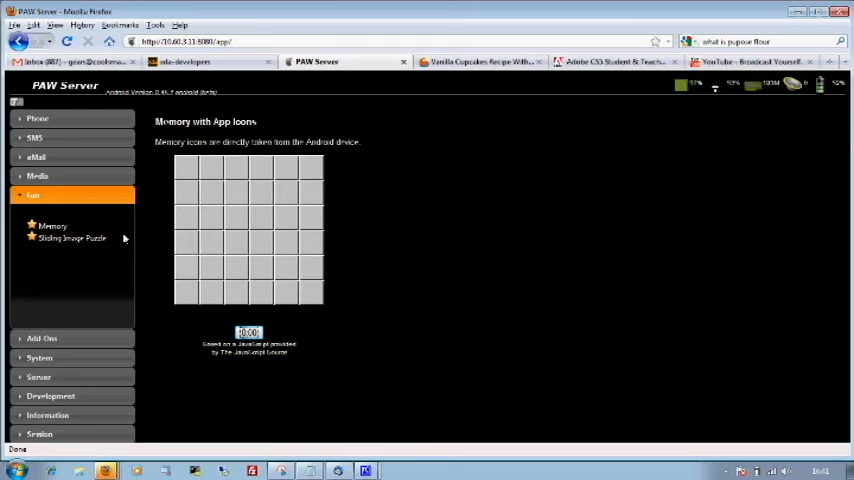 PAW Server - Mozilla Firefox
File Edit View History Bookmarks Tools Help
http://10.60.3.11:8080/app/
what is pupose flour
xda-developers
PAW Server
Vanilla Cupcakes Recipe With...
Adobe CS5 Student & Teach...
YouTube - Broadcast Yourself.
PAW Server
Phone
SMS
eMail
Media
Fun
Memory
Sliding Image Puzzle
Add-Ons
System
Server
Development
Information
Session
Memory with App Icons
Memory icons are directly taken from the Android device.
0:00
Based on a JavaScript provided
by The JavaScript Source
Done
16:41